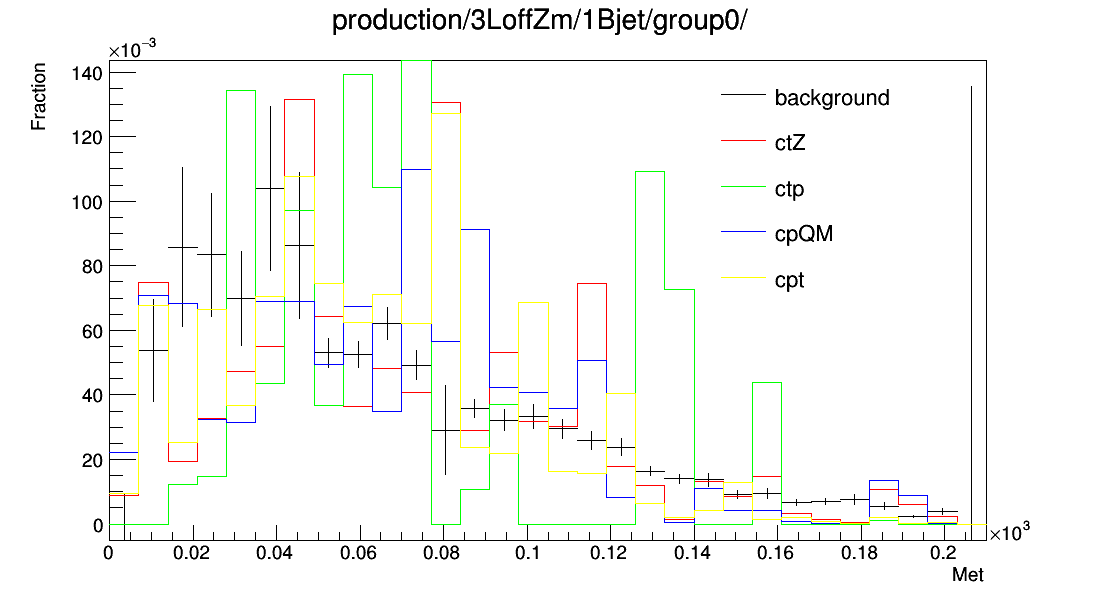 production/3LoffZm/1Bjet/group0/
×10⁻³
Fraction
140
120
100
80
60
40
20
0
background
ctZ
ctp
cpQM
cpt
0 0.02 0.04 0.06 0.08 0.1 0.12 0.14 0.16 0.18 0.2
×10³
Met